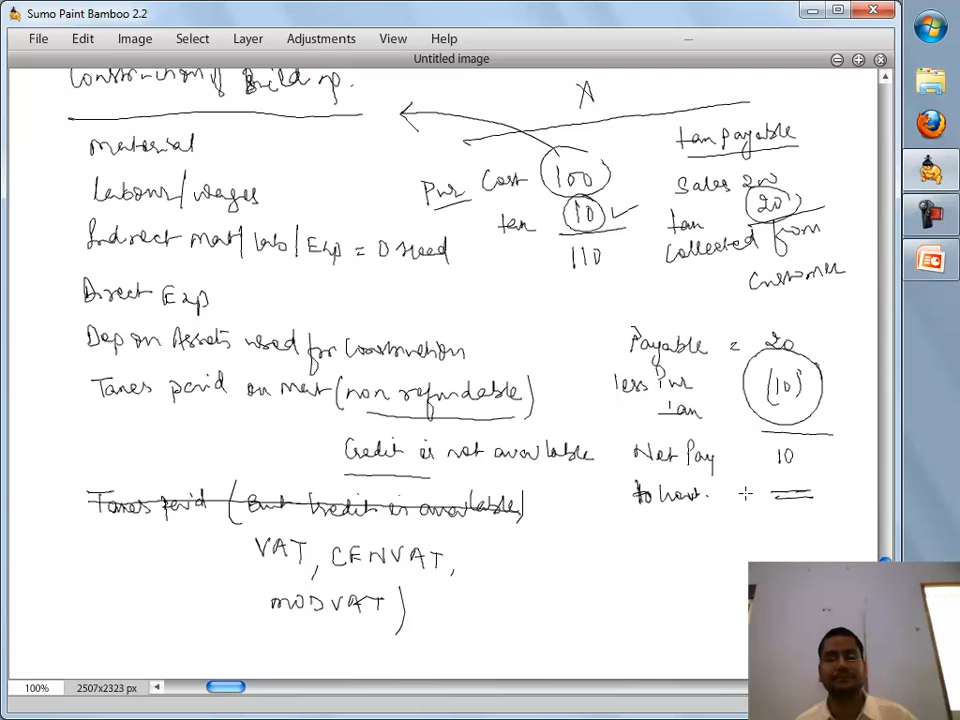 Sumo Paint Bamboo 2.2
File Edit Image Select Layer Adjustments View Help
Untitled image
Construction of Build up.
Material
Labour/wages
Indirect mat/lab/Exp = O Head
Direct Exp
Dep on Assets used for Construction
Taxes paid on mat (non refundable)
Credit is not available
Taxes paid (But Credit is available)
VAT, CENVAT,
MODVAT)
A
Pur Cost 100
tax 10
110
tax payable
Sales 200
tax 20
Collected from
Customer
Payable = 20
less Pur (10)
Tax
Net Pay 10
to
100% 2507x2323 px